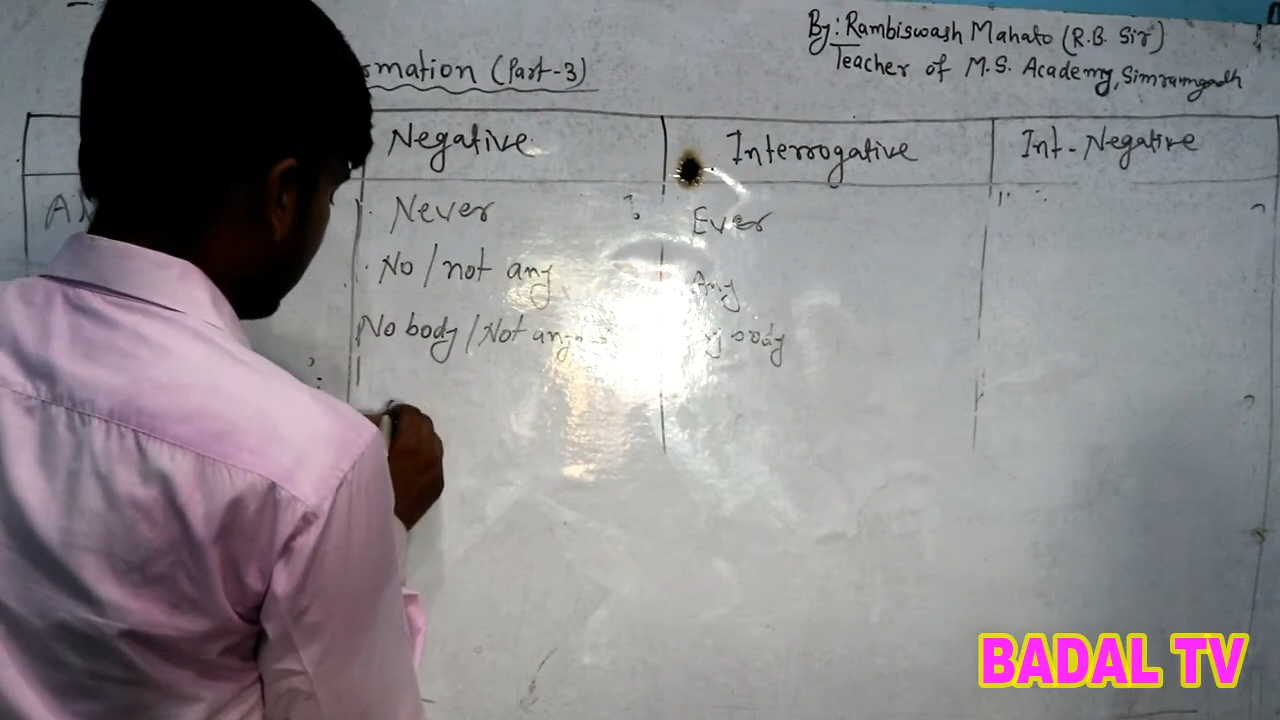 By: Rambiswash Mahato (R.B. Sir)
Teacher of M.S. Academy, Simraungadh
rmation (Part-3)
Negative Interrogative Int-Negative
Never Ever
No / not any Any
No body / Not any body
BADAL TV